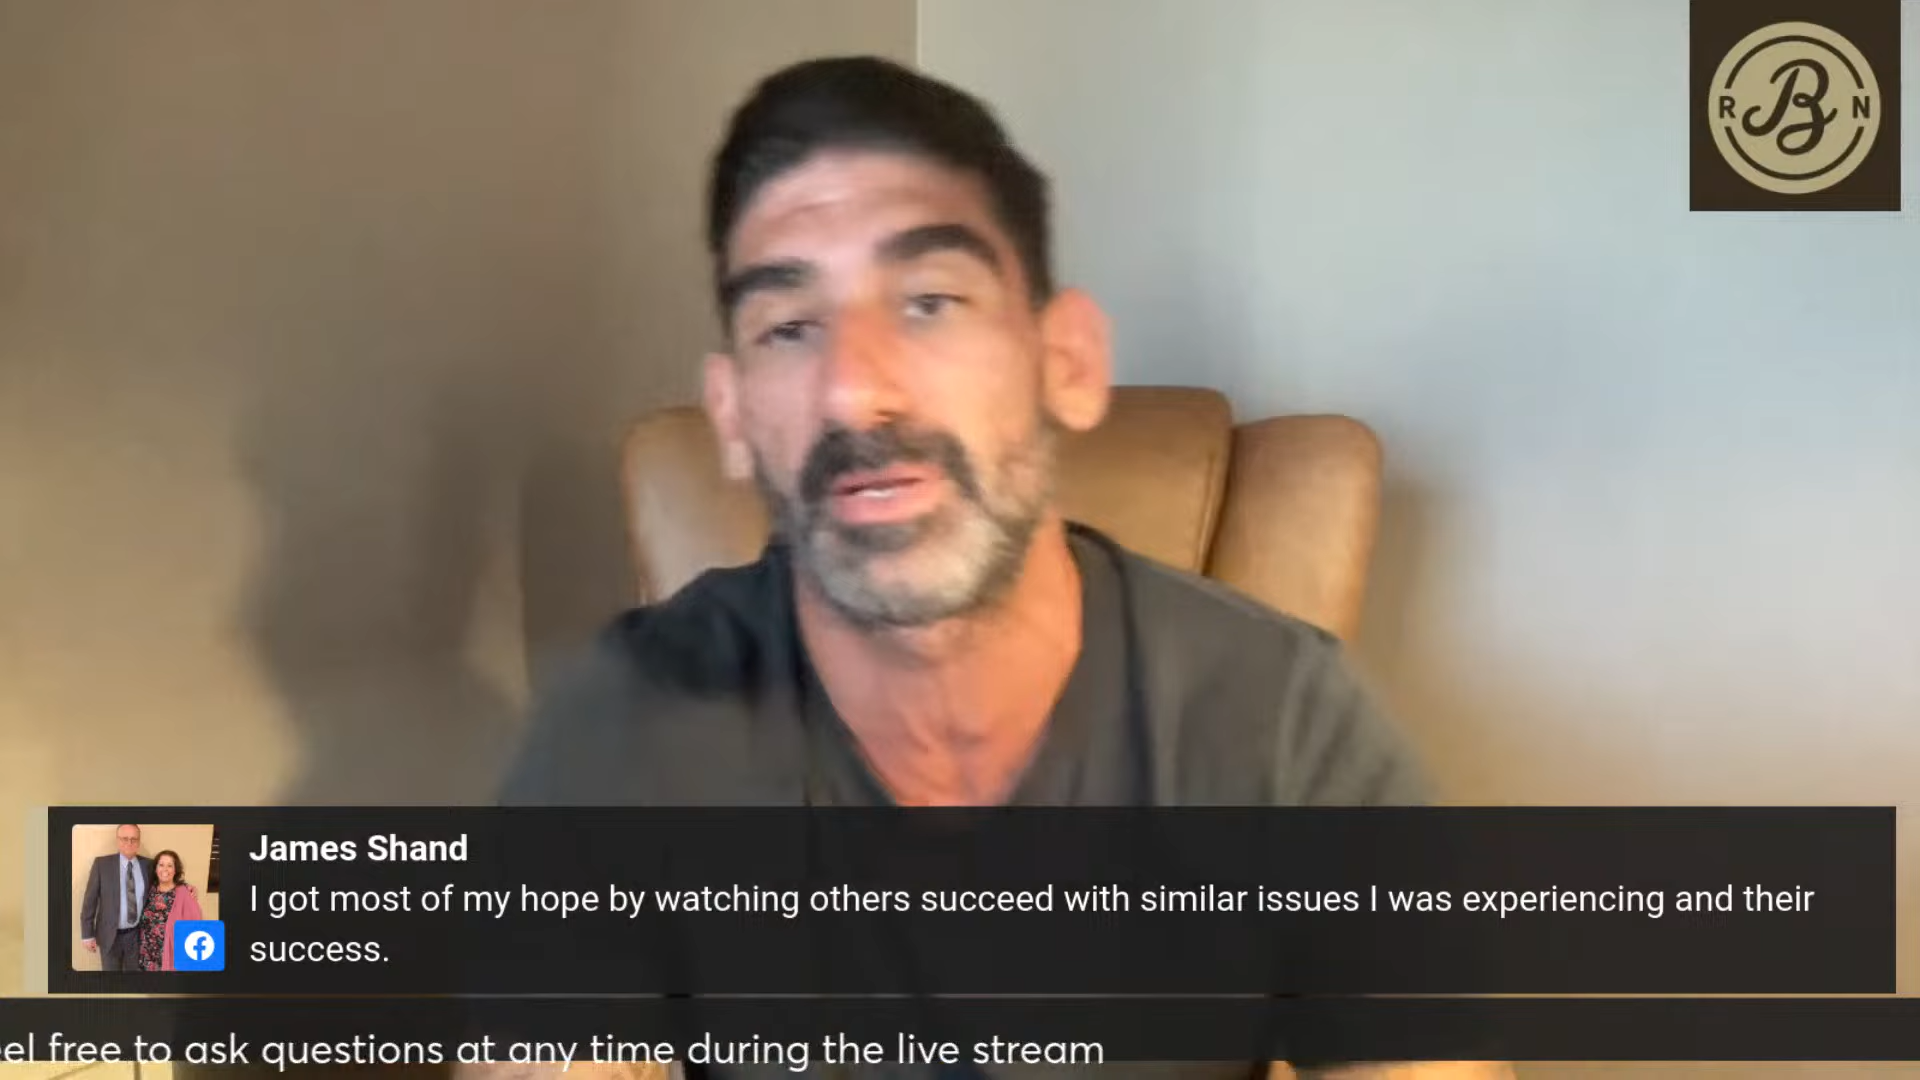 R B N
James Shand
I got most of my hope by watching others succeed with similar issues I was experiencing and their
success.
el free to ask questions at any time during the live stream